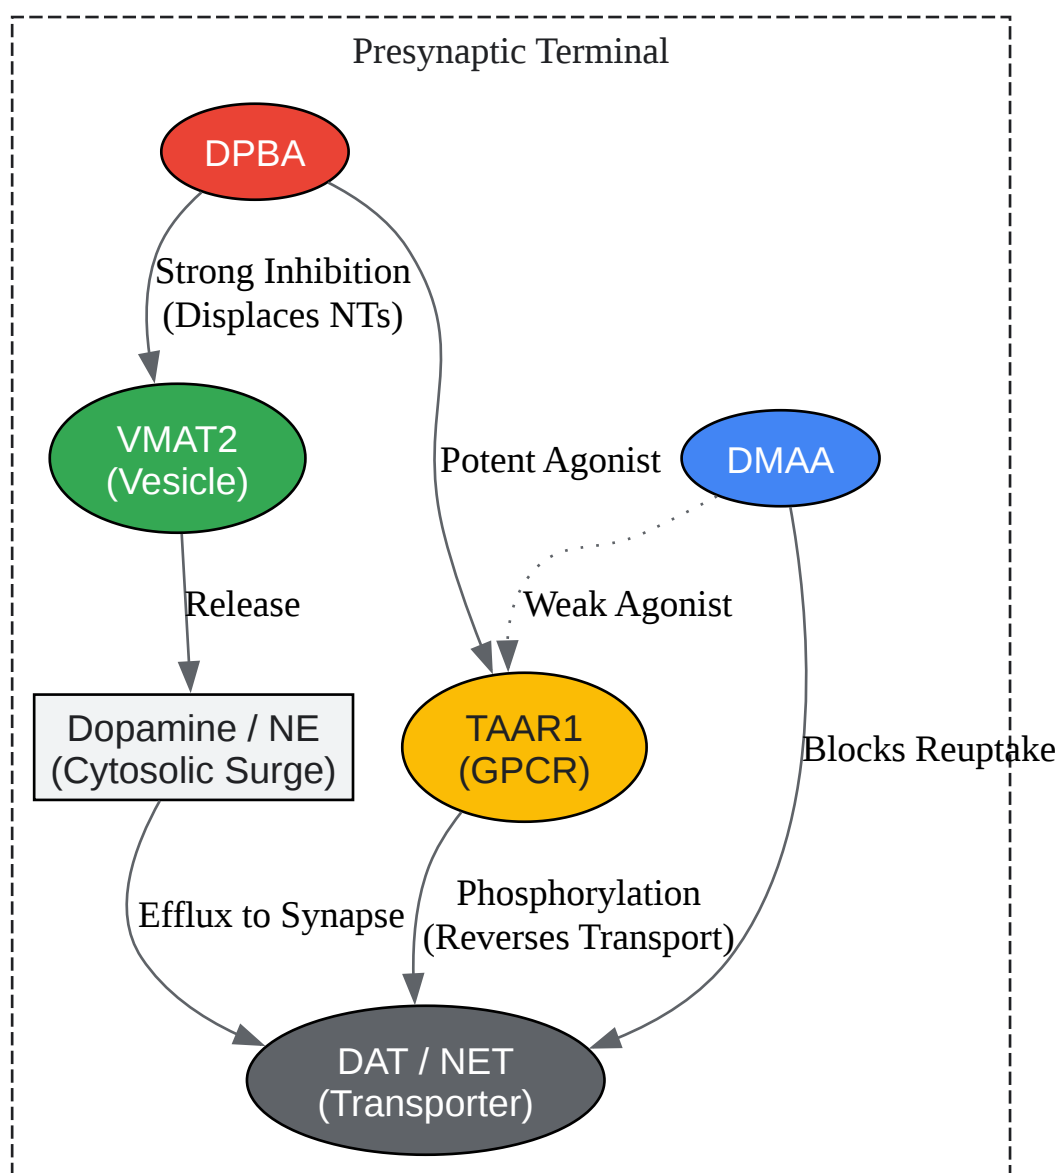 Presynaptic Terminal
DPBA
Strong Inhibition
(Displaces NTs)
VMAT2
(Vesicle)
Potent Agonist
DMAA
Release
Weak Agonist
Dopamine / NE
(Cytosolic Surge)
TAAR1
(GPCR)
Blocks Reuptake
Efflux to Synapse
Phosphorylation
(Reverses Transport)
DAT / NET
(Transporter)